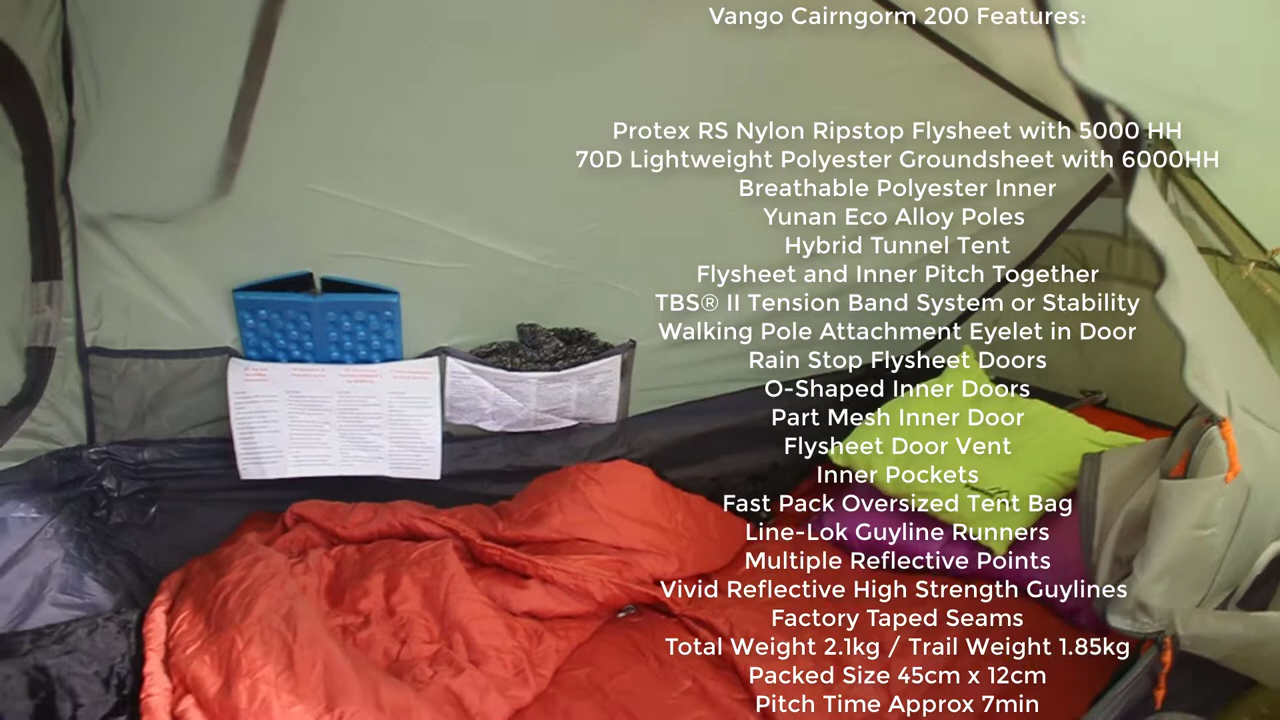 Vango Cairngorm 200 Features:
Protex RS Nylon Ripstop Flysheet with 5000 HH
70D Lightweight Polyester Groundsheet with 6000HH
Breathable Polyester Inner
Yunan Eco Alloy Poles
Hybrid Tunnel Tent
Flysheet and Inner Pitch Together
TBS® II Tension Band System or Stability
Walking Pole Attachment Eyelet in Door
Rain Stop Flysheet Doors
O-Shaped Inner Doors
Part Mesh Inner Door
Flysheet Door Vent
Inner Pockets
Fast Pack Oversized Tent Bag
Line-Lok Guyline Runners
Multiple Reflective Points
Vivid Reflective High Strength Guylines
Factory Taped Seams
Total Weight 2.1kg / Trail Weight 1.85kg
Packed Size 45cm x 12cm
Pitch Time Approx 7min